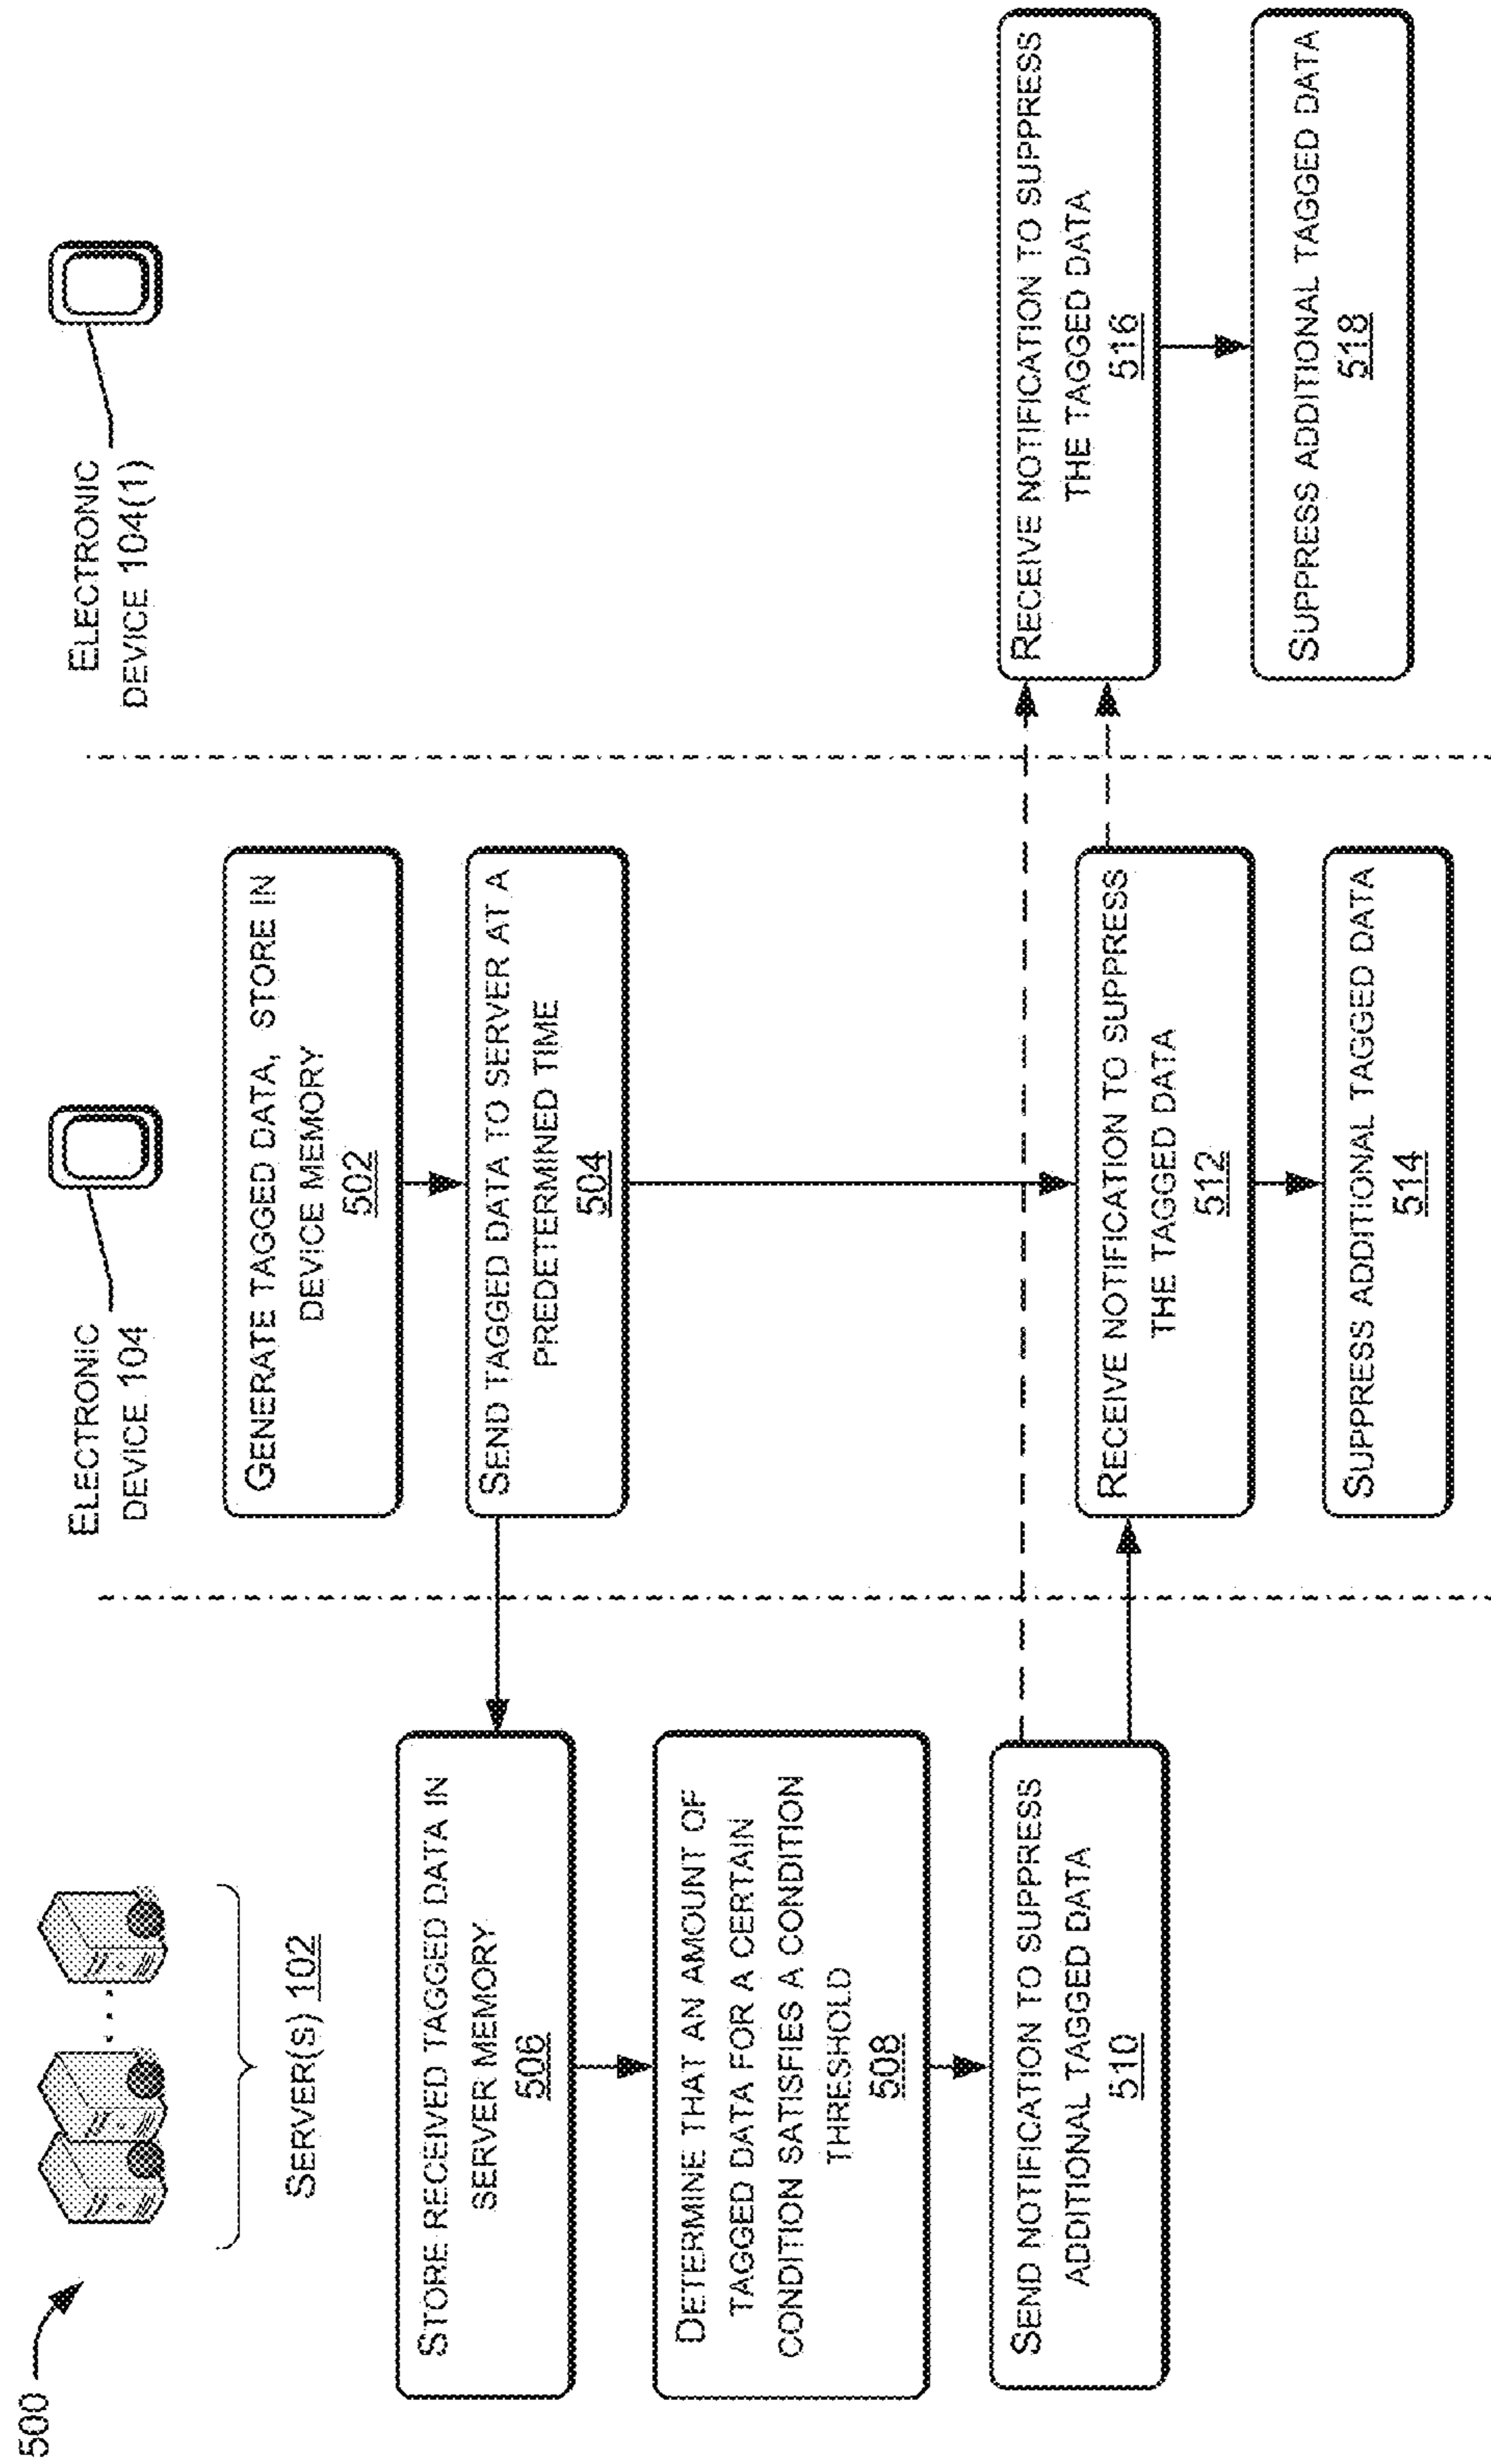 500
SERVER(S) 102
ELECTRONIC
DEVICE 104
ELECTRONIC
DEVICE 104(1)
GENERATE TAGGED DATA, STORE IN
DEVICE MEMORY
502
SEND TAGGED DATA TO SERVER AT A
PREDETERMINED TIME
504
STORE RECEIVED TAGGED DATA IN
SERVER MEMORY
506
DETERMINE THAT AN AMOUNT OF
TAGGED DATA FOR A CERTAIN
CONDITION SATISFIES A CONDITION
THRESHOLD
508
SEND NOTIFICATION TO SUPPRESS
ADDITIONAL TAGGED DATA
510
RECEIVE NOTIFICATION TO SUPPRESS
THE TAGGED DATA
512
SUPPRESS ADDITIONAL TAGGED DATA
514
RECEIVE NOTIFICATION TO SUPPRESS
THE TAGGED DATA
516
SUPPRESS ADDITIONAL TAGGED DATA
518